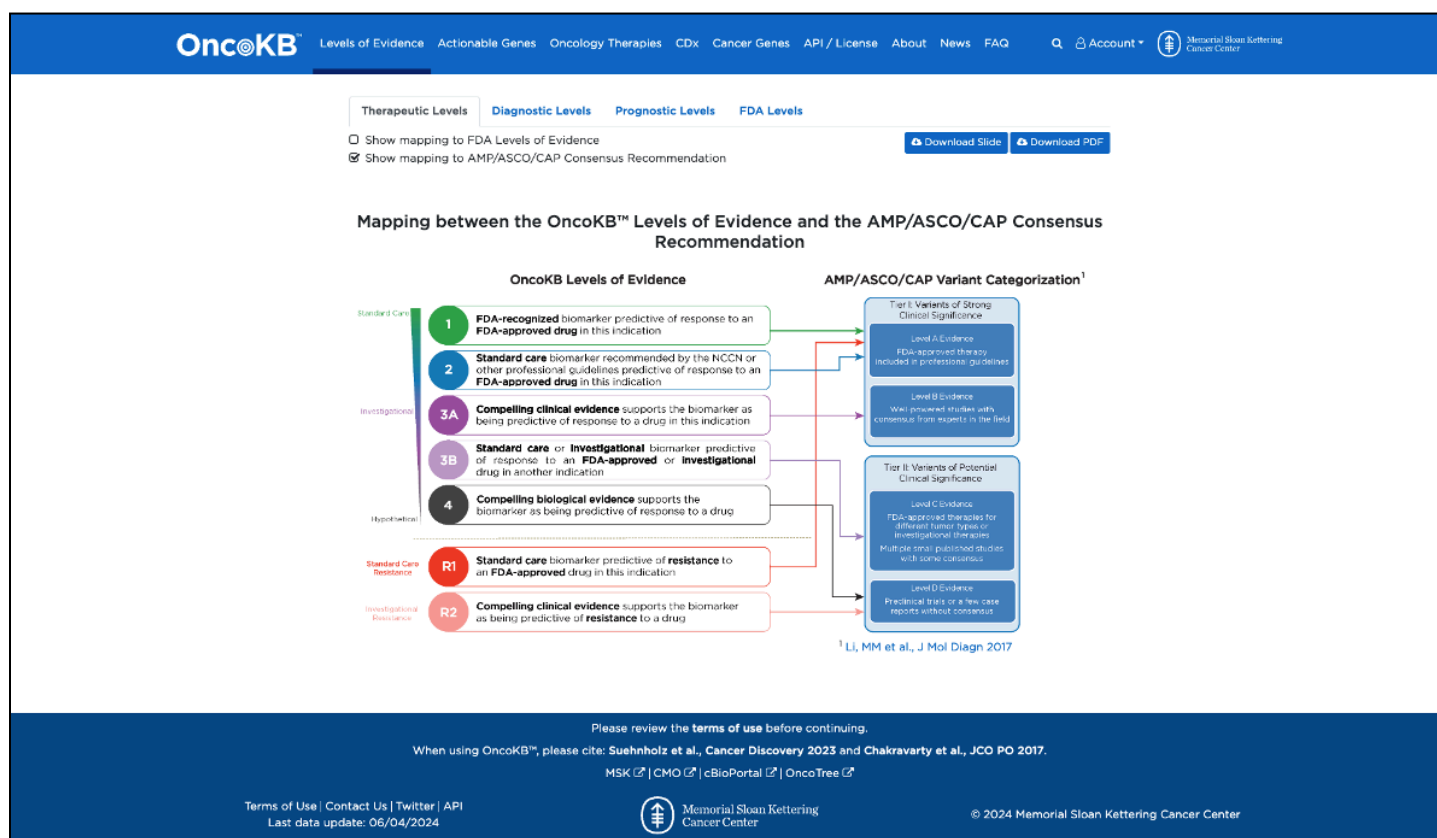 OncoKB™
Levels of Evidence Actionable Genes Oncology Therapies CDx Cancer Genes API / License About News FAQ Account
Memorial Sloan Kettering
Cancer Center
Therapeutic Levels Diagnostic Levels Prognostic Levels FDA Levels
Show mapping to FDA Levels of Evidence
Show mapping to AMP/ASCO/CAP Consensus Recommendation
Download Slide Download PDF
Mapping between the OncoKB™ Levels of Evidence and the AMP/ASCO/CAP Consensus
Recommendation
OncoKB Levels of Evidence
Standard Care
1
FDA-recognized biomarker predictive of response to an
FDA-approved drug in this indication
2
Standard care biomarker recommended by the NCCN or
other professional guidelines predictive of response to an
FDA-approved drug in this indication
Investigational
3A
Compelling clinical evidence supports the biomarker as
being predictive of response to a drug in this indication
3B
Standard care or investigational biomarker predictive
of response to an FDA-approved or investigational
drug in another indication
Hypothetical
4
Compelling biological evidence supports the
biomarker as being predictive of response to a drug
Standard Care
Resistance
R1
Standard care biomarker predictive of resistance to
an FDA-approved drug in this indication
Investigational
Resistance
R2
Compelling clinical evidence supports the biomarker
as being predictive of resistance to a drug
AMP/ASCO/CAP Variant Categorization¹
Tier I: Variants of Strong
Clinical Significance
Level A Evidence
FDA-approved therapy
included in professional guidelines
Level B Evidence
Well-powered studies with
consensus from experts in the field
Tier II: Variants of Potential
Clinical Significance
Level C Evidence
FDA-approved therapies for
different tumor types or
investigational therapies
Multiple small published studies
with some consensus
Level D Evidence
Preclinical trials or a few case
reports without consensus
¹ Li, MM et al., J Mol Diagn 2017
Please review the terms of use before continuing.
When using OncoKB™, please cite: Suehnholz et al., Cancer Discovery 2023 and Chakravarty et al., JCO PO 2017.
MSK | CMO | cBioPortal | OncoTree
Terms of Use | Contact Us | Twitter | API
Last data update: 06/04/2024
Memorial Sloan Kettering
Cancer Center
© 2024 Memorial Sloan Kettering Cancer Center